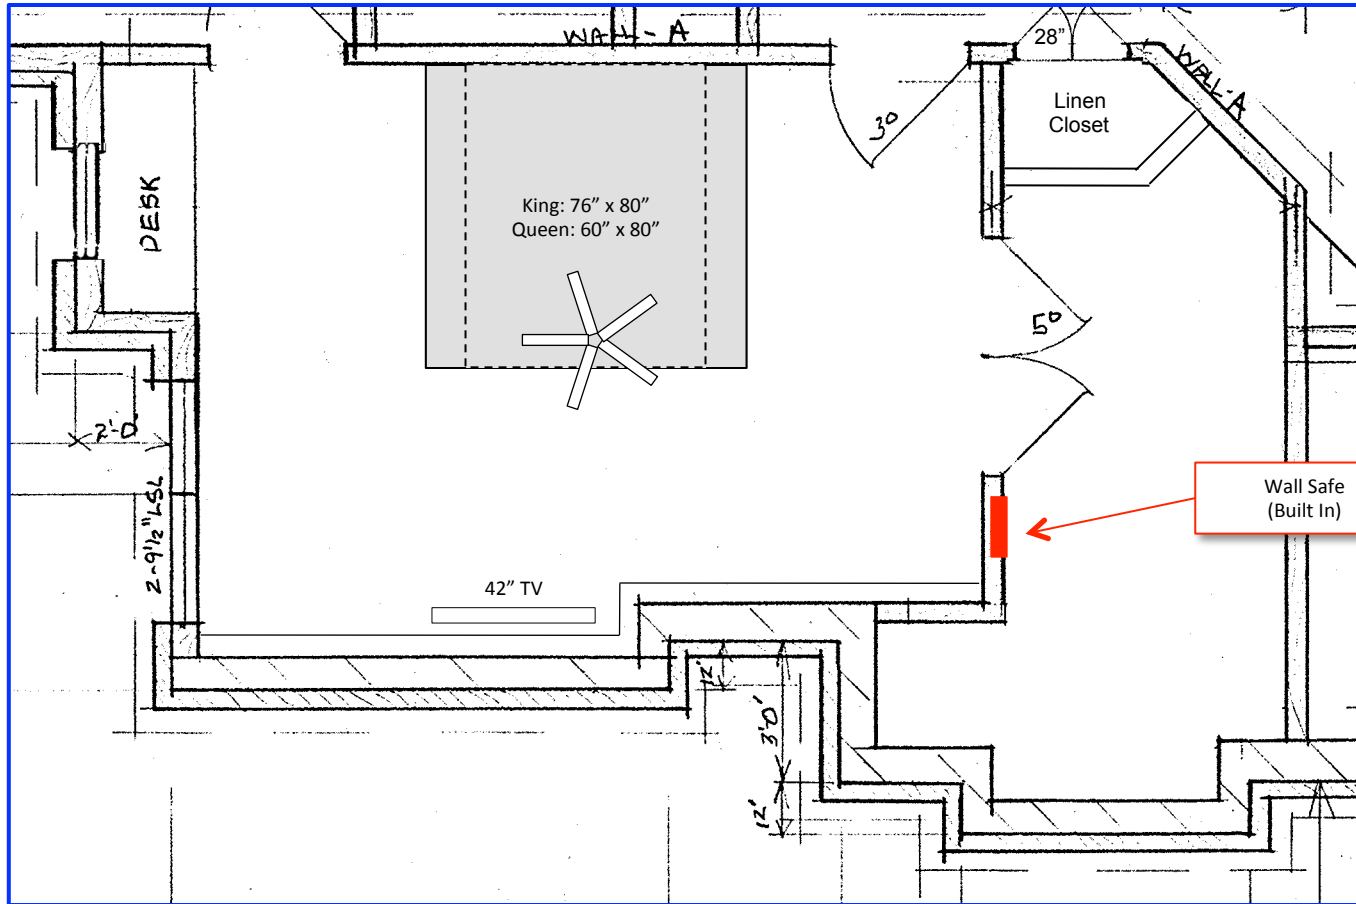 WALL-A
28”
WALL-A
Linen
Closet
3⁰
DESK
King: 76” x 80”
Queen: 60” x 80”
5⁰
2'-0"
2-9½" LSL
Wall Safe
(Built In)
42” TV
12'
3'0'
12'